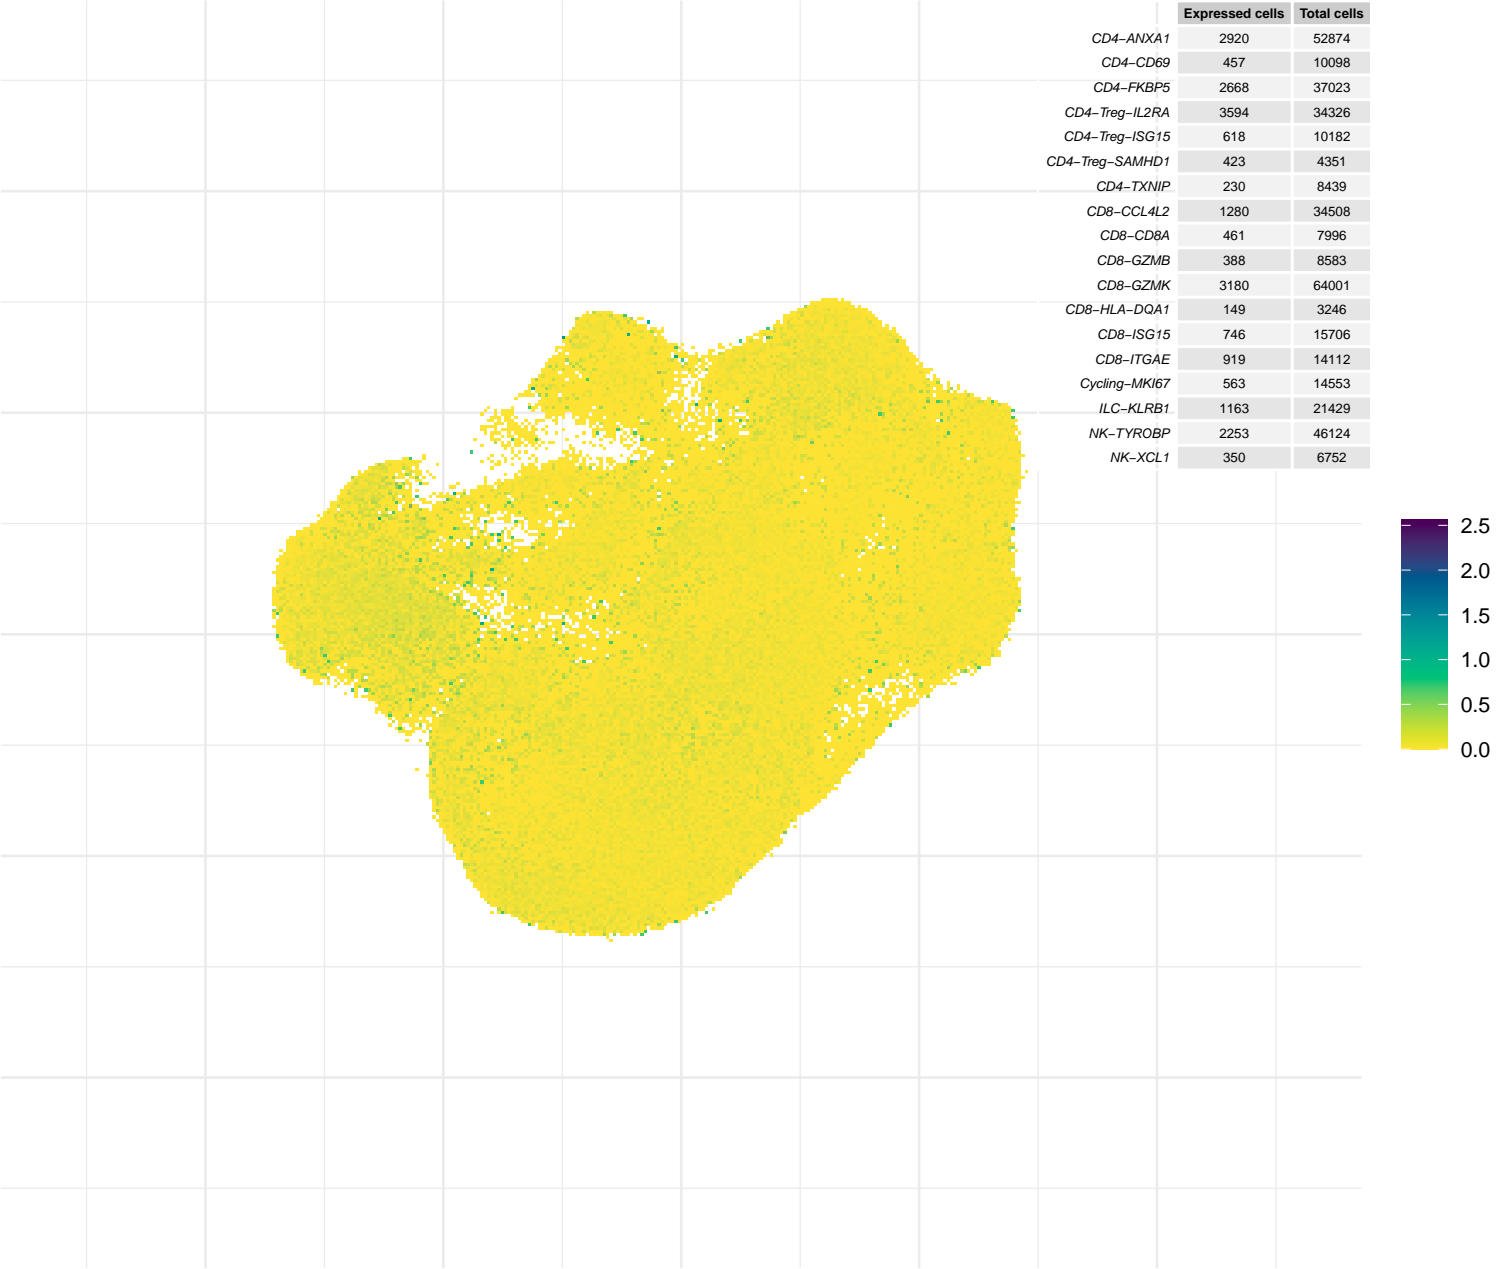 Expressed cells Total cells
CD4−ANXA1 2920 52874
CD4−CD69 457 10098
CD4−FKBP5 2668 37023
CD4−Treg−IL2RA 3594 34326
CD4−Treg−ISG15 618 10182
CD4−Treg−SAMHD1 423 4351
CD4−TXNIP 230 8439
CD8−CCL4L2 1280 34508
CD8−CD8A 461 7996
CD8−GZMB 388 8583
CD8−GZMK 3180 64001
CD8−HLA−DQA1 149 3246
CD8−ISG15 746 15706
CD8−ITGAE 919 14112
Cycling−MKI67 563 14553
ILC−KLRB1 1163 21429
NK−TYROBP 2253 46124
NK−XCL1 350 6752
2.5
2.0
1.5
1.0
0.5
0.0